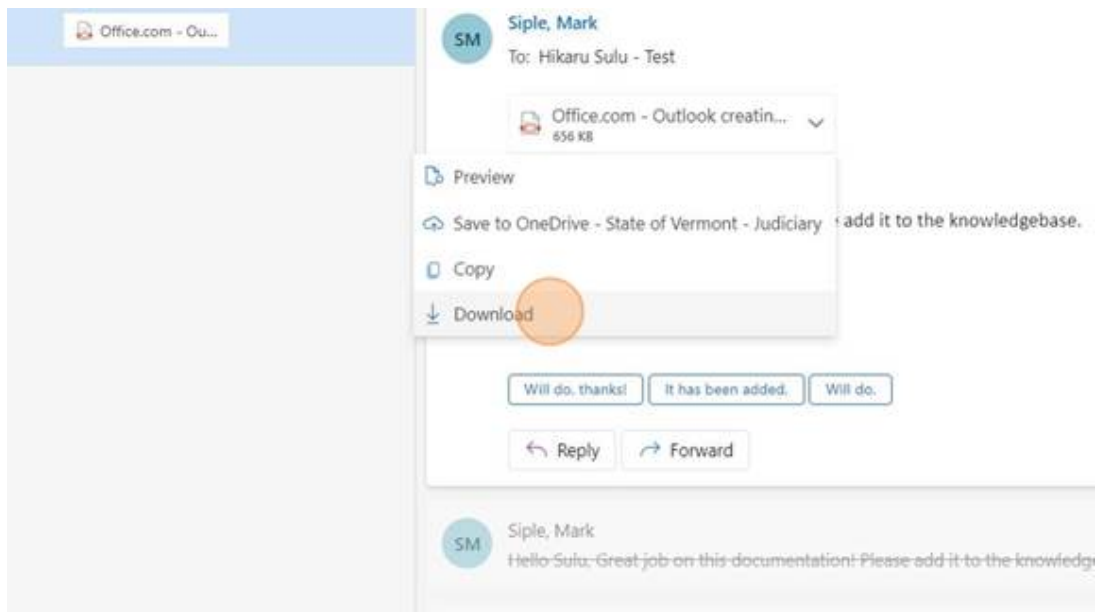 Office.com - Ou...
SM
Siple, Mark
To: Hikaru Sulu - Test
Office.com - Outlook creatin...
656 KB
Preview
Save to OneDrive - State of Vermont - Judiciary
add it to the knowledgebase.
Copy
Download
Will do, thanks!
It has been added.
Will do.
Reply
Forward
SM
Siple, Mark
Hello Sulu, Great job on this documentation! Please add it to the knowledg